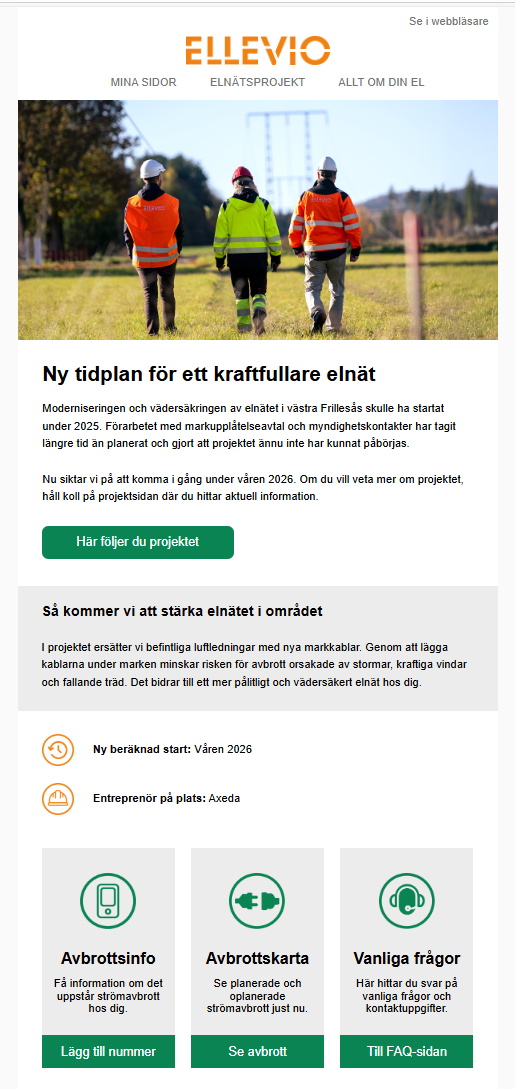 Se i webbläsare
ELLEVIO
MINA SIDOR ELNÄTSPROJEKT ALLT OM DIN EL
ELLEVIO
ELLEVIO
Ny tidplan för ett kraftfullare elnät
Moderniseringen och vädersäkringen av elnätet i västra Frillesås skulle ha startat
under 2025. Förarbetet med markupplåtelseavtal och myndighetskontakter har tagit
längre tid än planerat och gjort att projektet ännu inte har kunnat påbörjas.
Nu siktar vi på att komma i gång under våren 2026. Om du vill veta mer om projektet,
håll koll på projektsidan där du hittar aktuell information.
Här följer du projektet
Så kommer vi att stärka elnätet i området
I projektet ersätter vi befintliga luftledningar med nya markkablar. Genom att lägga
kablarna under marken minskar risken för avbrott orsakade av stormar, kraftiga vindar
och fallande träd. Det bidrar till ett mer pålitligt och vädersäkert elnät hos dig.
Ny beräknad start: Våren 2026
Entreprenör på plats: Axeda
Avbrottsinfo
Få information om det
uppstår strömavbrott
hos dig.
Lägg till nummer
Avbrottskarta
Se planerade och
oplanerade
strömavbrott just nu.
Se avbrott
Vanliga frågor
Här hittar du svar på
vanliga frågor och
kontaktuppgifter.
Till FAQ-sidan